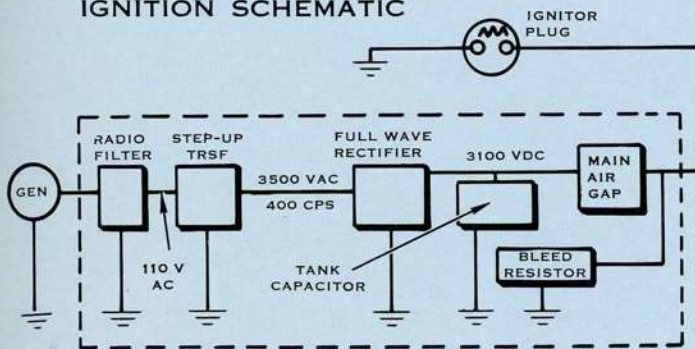 IGNITION SCHEMATIC
IGNITOR
PLUG
RADIO
FILTER
STEP-UP
TRSF
FULL WAVE
RECTIFIER
3100 VDC
MAIN
AIR
GAP
GEN
3500 VAC
400 CPS
110 V
AC
TANK
CAPACITOR
BLEED
RESISTOR